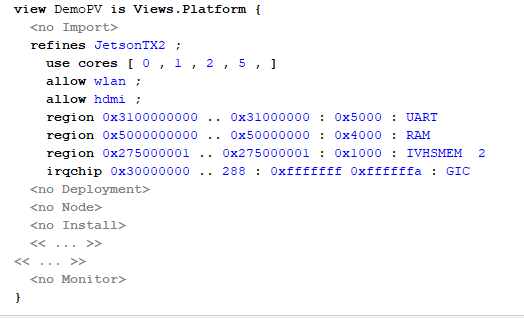 view DemoPV is Views.Platform {
<no Import>
refines JetsonTX2 ;
use cores [ 0 , 1 , 2 , 5 , ]
allow wlan ;
allow hdmi ;
region 0x3100000000 .. 0x31000000 : 0x5000 : UART
region 0x5000000000 .. 0x50000000 : 0x4000 : RAM
region 0x275000001 .. 0x275000001 : 0x1000 : IVHSMEM 2
irqchip 0x30000000 .. 288 : 0xfffffff 0xffffffa : GIC
<no Deployment>
<no Node>
<no Install>
<< ... >>
<< ... >>
<no Monitor>
}